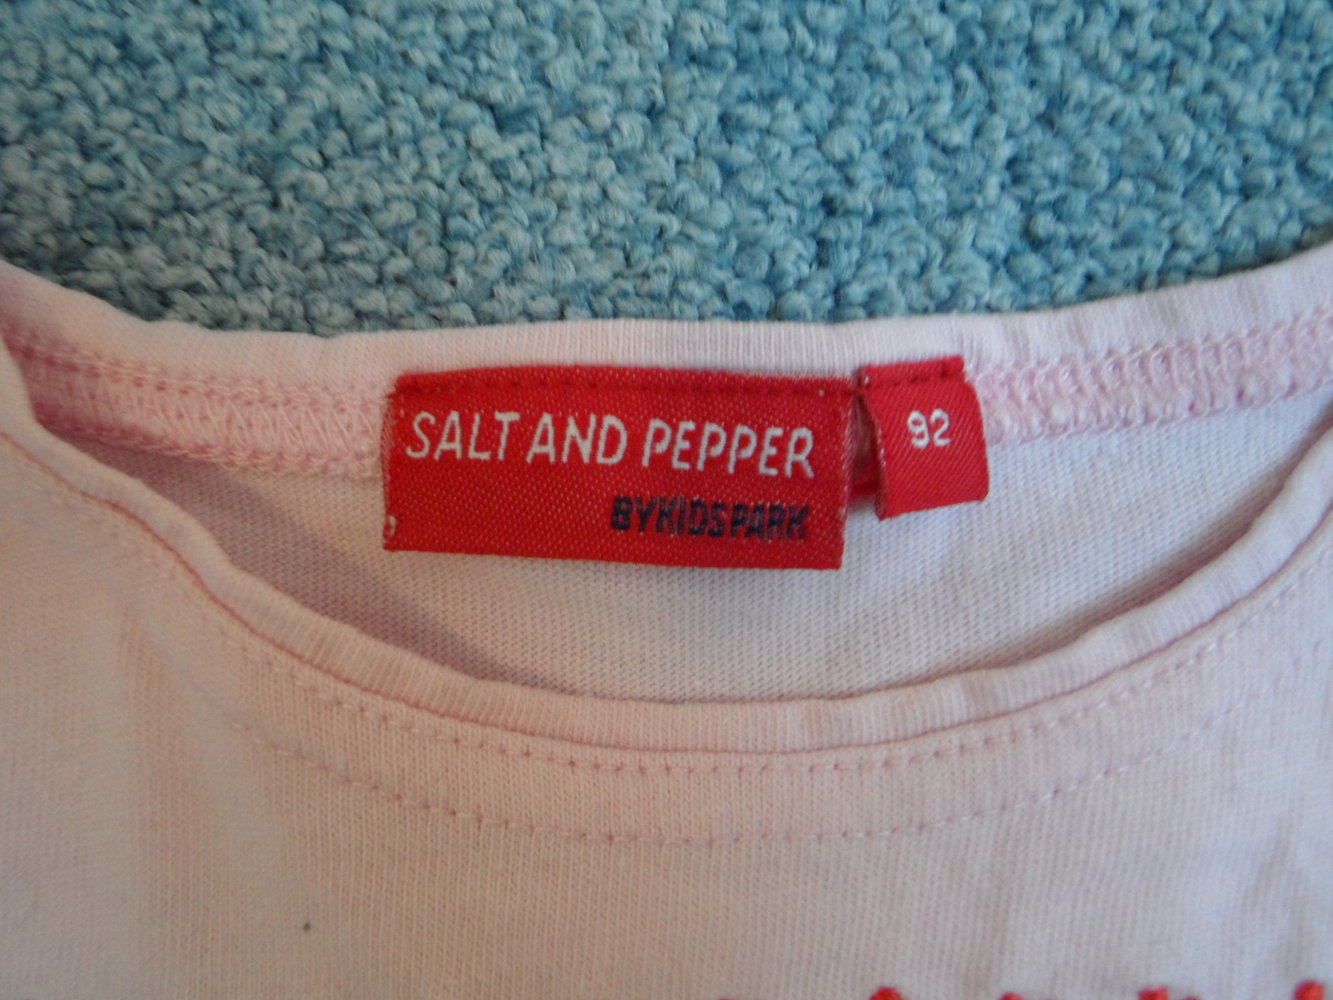 SALT AND PEPPER
BYKIDSPARK
92